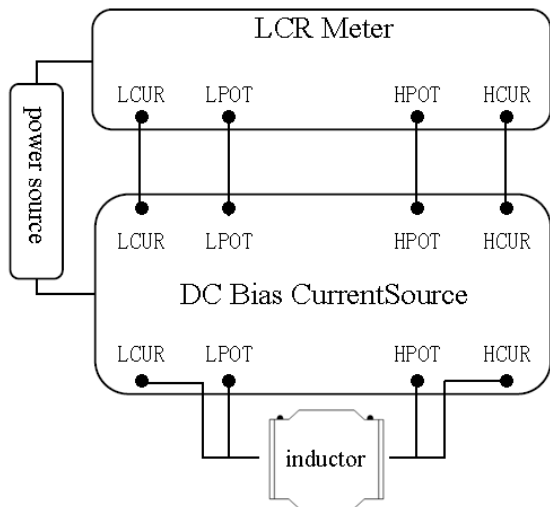 LCR Meter
LCUR LPOT HPOT HCUR
power source
LCUR LPOT HPOT HCUR
DC Bias CurrentSource
LCUR LPOT HPOT HCUR
inductor